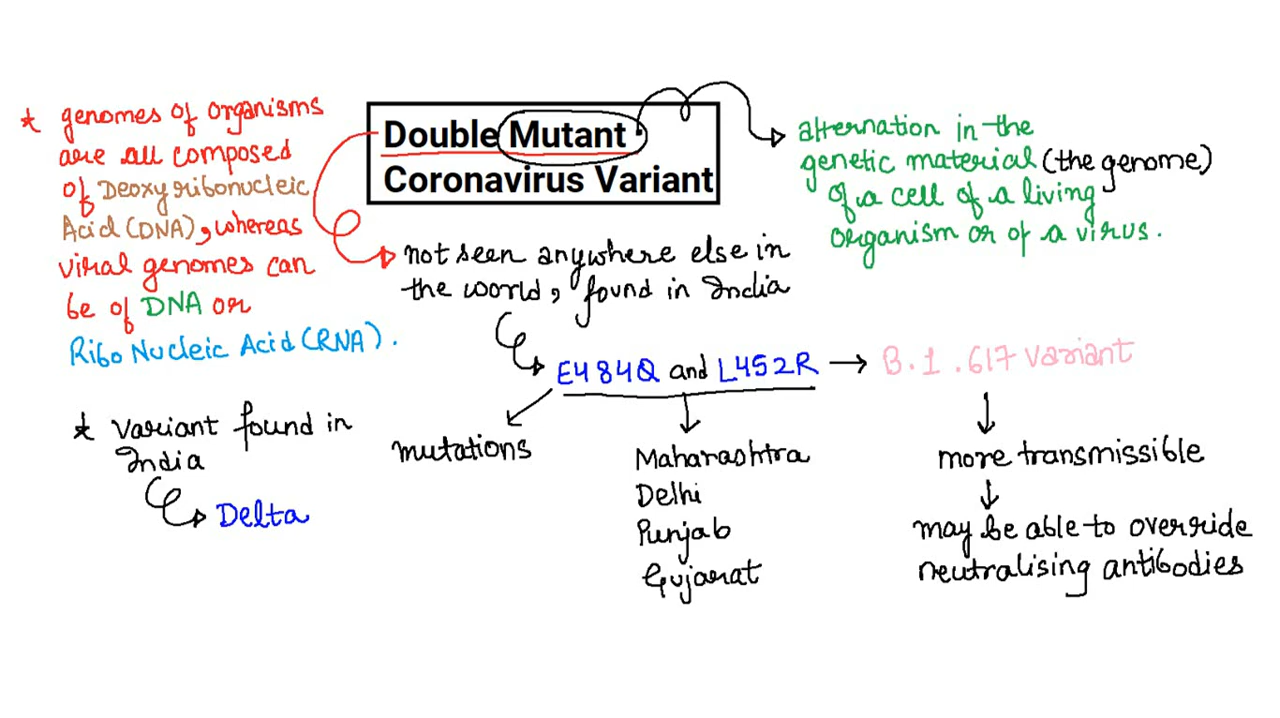 ★ genomes of organisms
are all composed
of Deoxyribonucleic
Acid (DNA), whereas
viral genomes can
be of DNA or
Ribo Nucleic Acid (RNA).
Double Mutant
Coronavirus Variant
alternation in the
genetic material (the genome)
of a cell of a living
organism or of a virus.
not seen anywhere else in
the world, found in India
E484Q and L452R → B.1.617 variant
mutations
Maharashtra
Delhi
Punjab
Gujarat
more transmissible
may be able to override
neutralising antibodies
★ variant found in
India
Delta